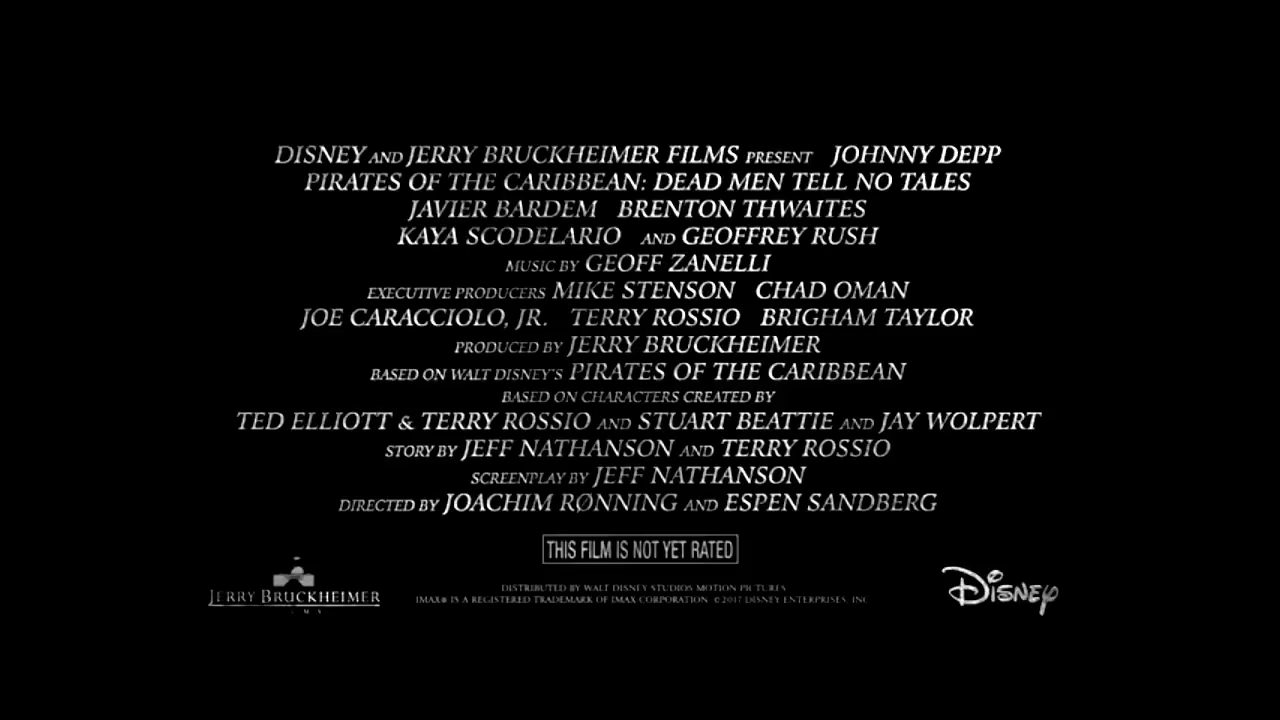 DISNEY AND JERRY BRUCKHEIMER FILMS PRESENT JOHNNY DEPP
PIRATES OF THE CARIBBEAN: DEAD MEN TELL NO TALES
JAVIER BARDEM BRENTON THWAITES
KAYA SCODELARIO AND GEOFFREY RUSH
MUSIC BY GEOFF ZANELLI
EXECUTIVE PRODUCERS MIKE STENSON CHAD OMAN
JOE CARACCIOLO, JR. TERRY ROSSIO BRIGHAM TAYLOR
PRODUCED BY JERRY BRUCKHEIMER
BASED ON WALT DISNEY'S PIRATES OF THE CARIBBEAN
BASED ON CHARACTERS CREATED BY
TED ELLIOTT & TERRY ROSSIO AND STUART BEATTIE AND JAY WOLPERT
STORY BY JEFF NATHANSON AND TERRY ROSSIO
SCREENPLAY BY JEFF NATHANSON
DIRECTED BY JOACHIM RØNNING AND ESPEN SANDBERG
THIS FILM IS NOT YET RATED
JERRY BRUCKHEIMER
DISTRIBUTED BY WALT DISNEY STUDIOS MOTION PICTURES
IMAX® IS A REGISTERED TRADEMARK OF IMAX CORPORATION. ©2017 DISNEY ENTERPRISES, INC.
DISNEY